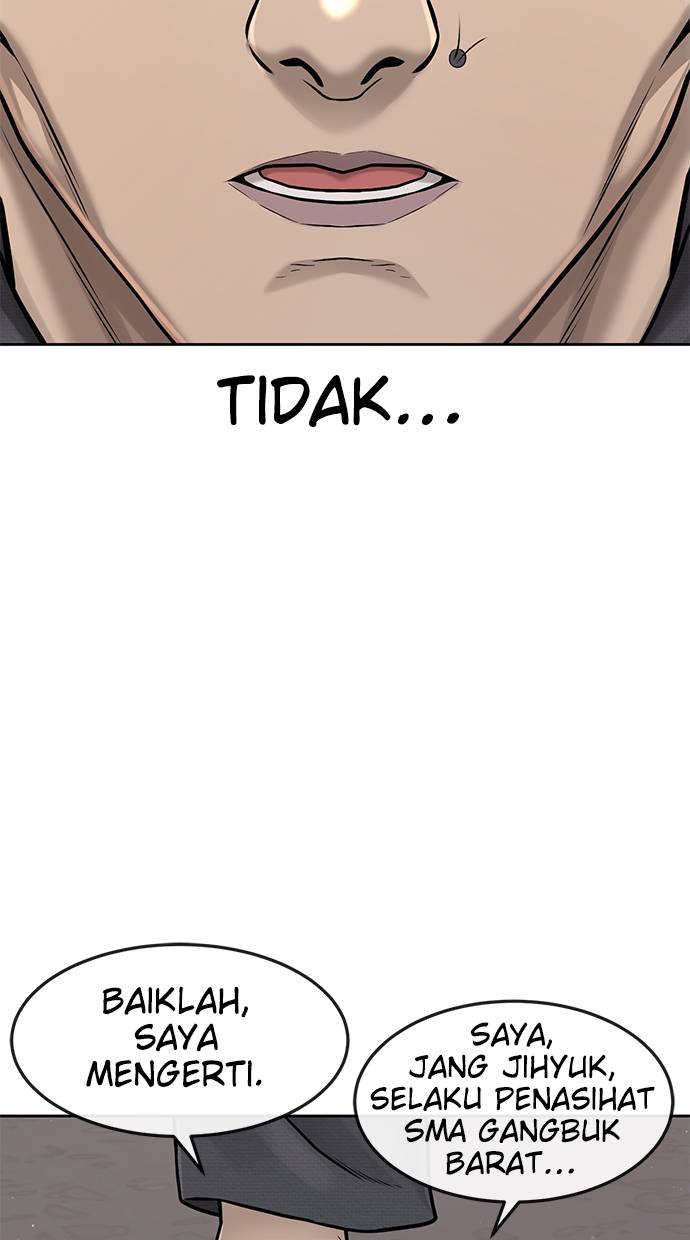 TIDAK...
BAIKLAH,
SAYA
MENGERTI.
SAYA,
JANG JIHYUK,
SELAKU PENASIHAT
SMA GANGBUK
BARAT...